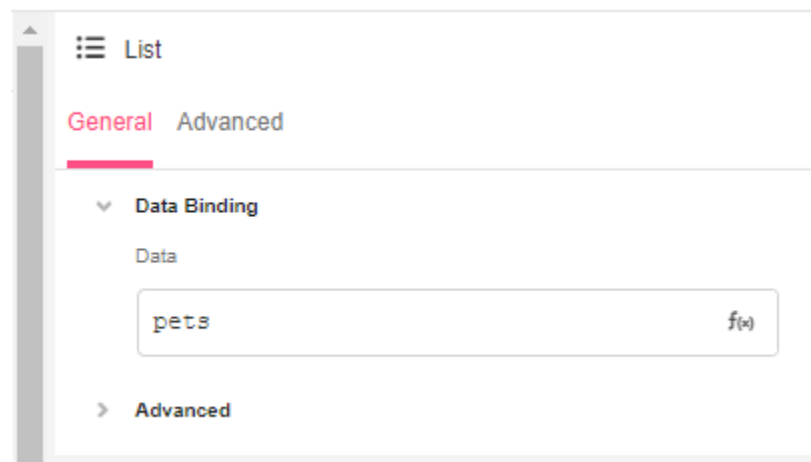 List
General Advanced
Data Binding
Data
pets f(x)
Advanced